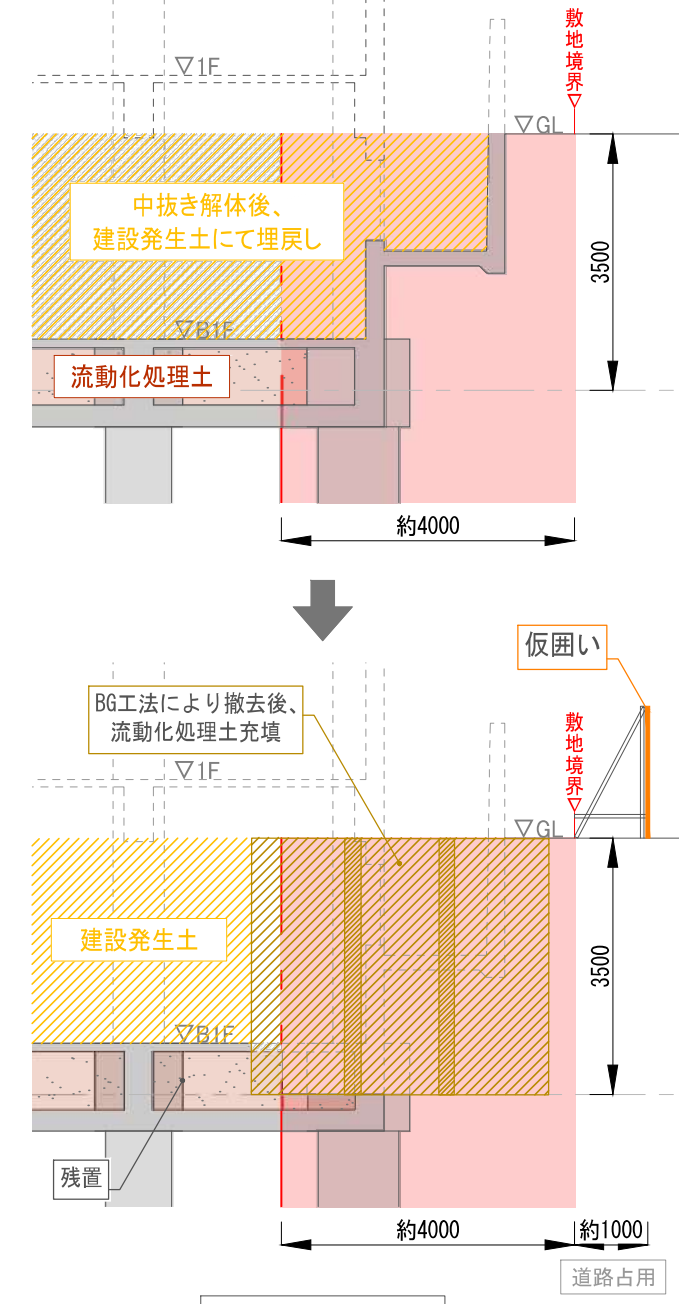 敷地境界▽
▽1F
▽GL
中抜き解体後、
建設発生土にて埋戻し
3500
▽B1F
流動化処理土
約4000
仮囲い
BG工法により撤去後、
流動化処理土充填
敷地境界▽
▽1F
▽GL
建設発生土
3500
▽B1F
残置
約4000
約1000
道路占用